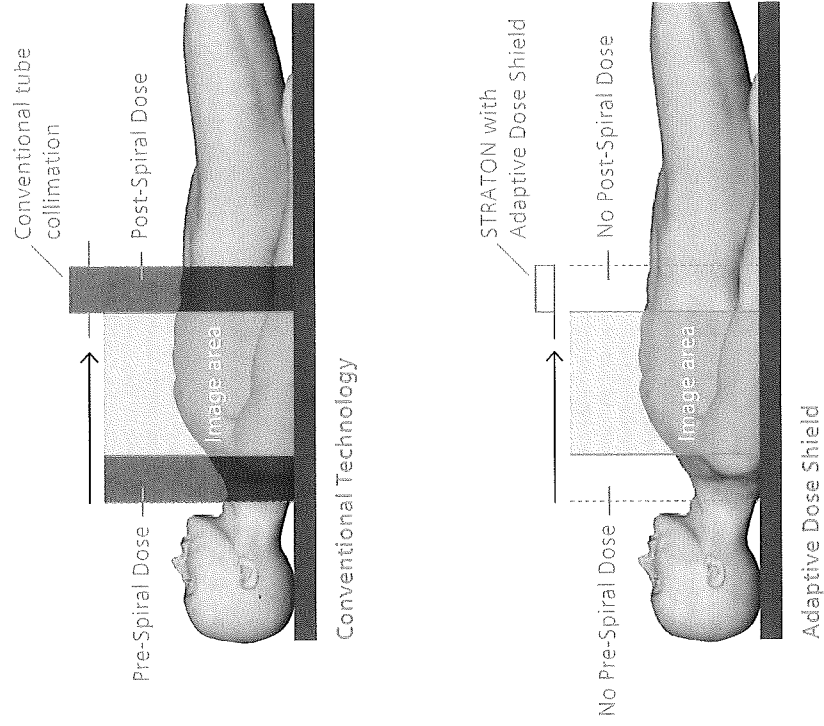 Conventional tube
collimation
Pre-Spiral Dose
Post-Spiral Dose
Image area
Conventional Technology
STRATON with
Adaptive Dose Shield
No Pre-Spiral Dose
No Post-Spiral Dose
Image area
Adaptive Dose Shield